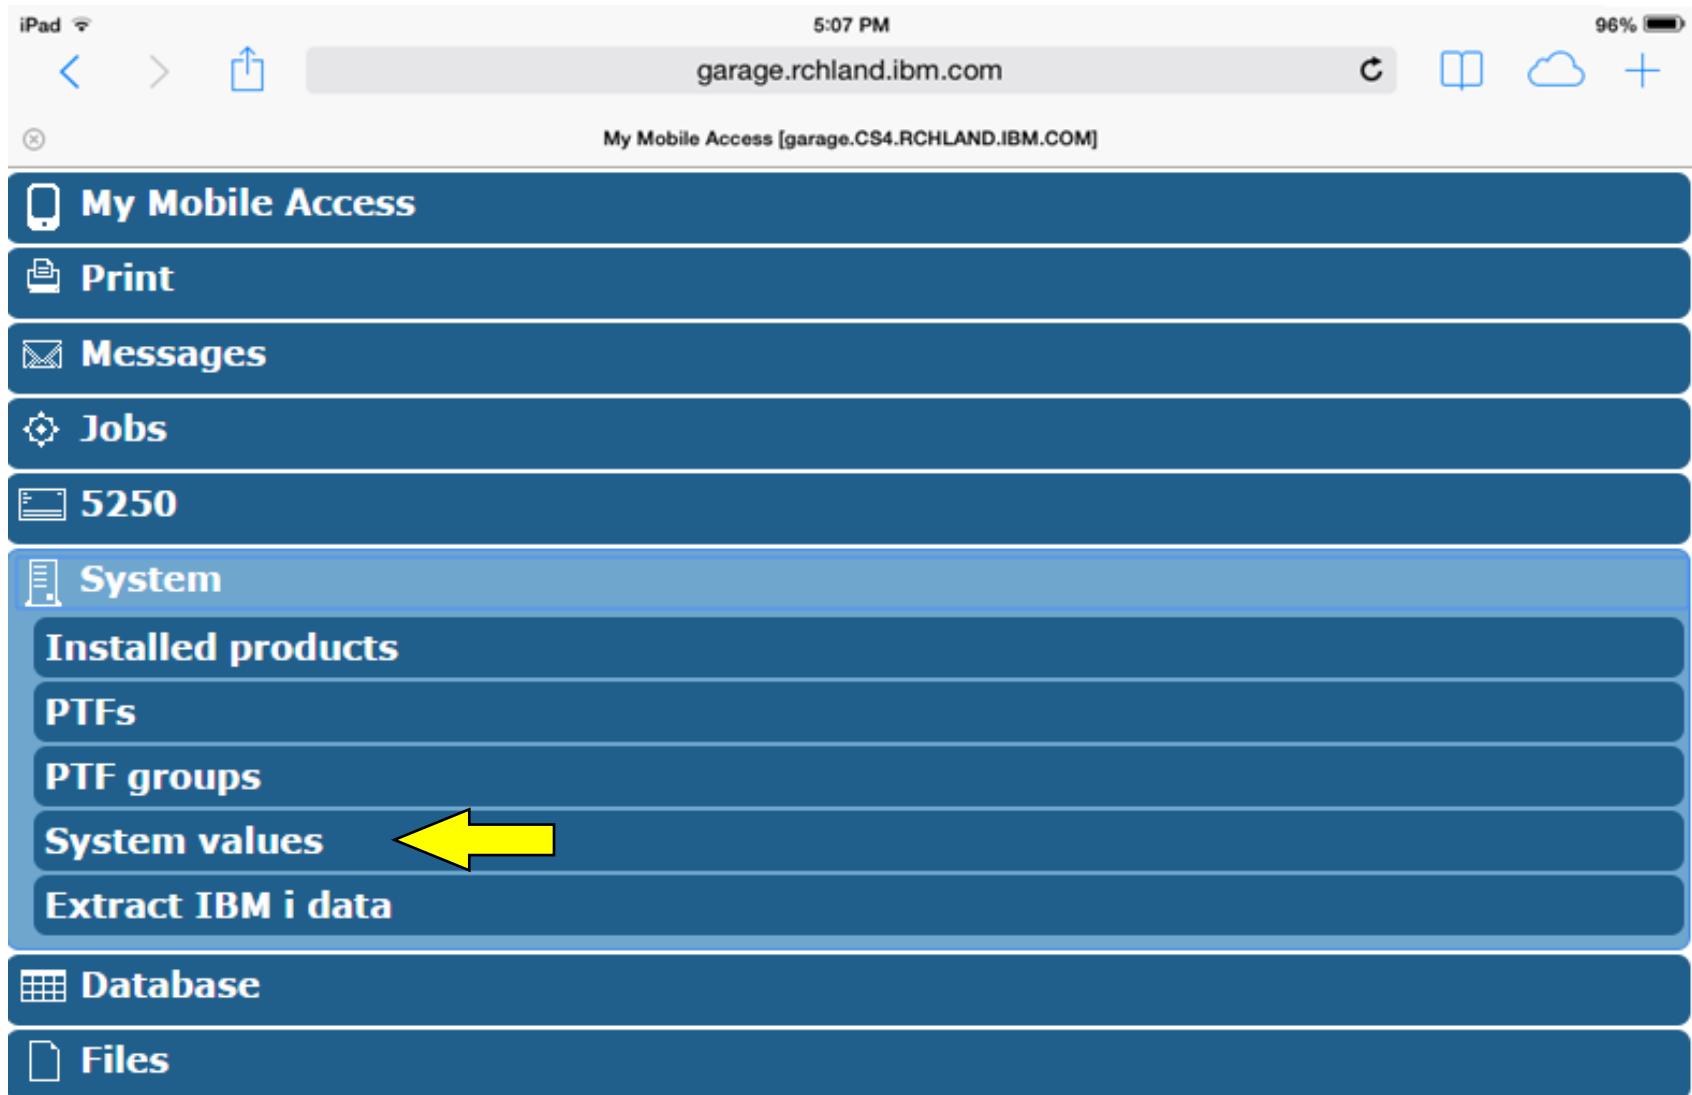 iPad 5:07 PM 96%
garage.rchland.ibm.com
My Mobile Access [garage.CS4.RCHLAND.IBM.COM]
My Mobile Access
Print
Messages
Jobs
5250
System
Installed products
PTFs
PTF groups
System values
Extract IBM i data
Database
Files